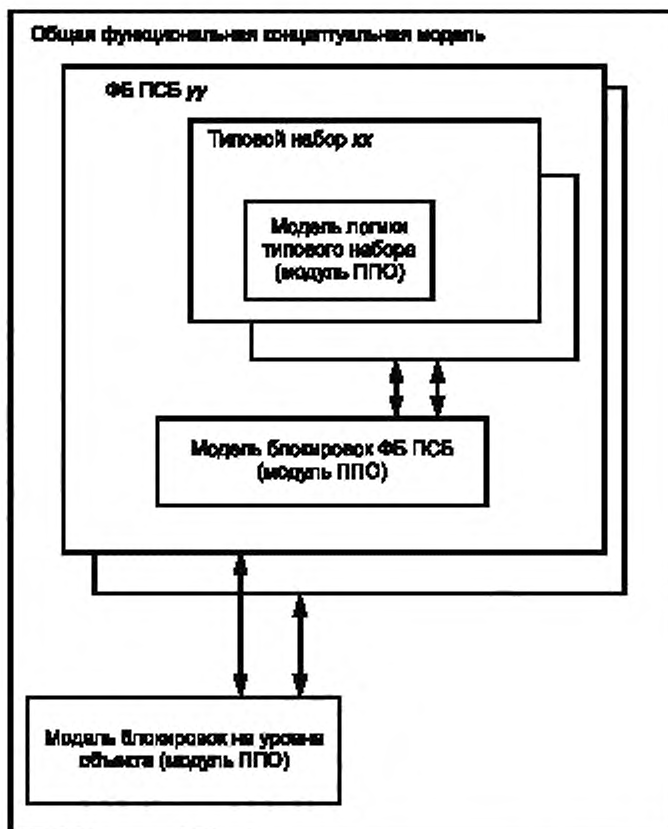 Общая функциональная концептуальная модель
ФБ ПСБ yy
Типовой набор xx
Модель логики
типового набора
(модуль ППО)
Модель блокировок ФБ ПСБ
(модуль ППО)
Модель блокировок на уровне
объекта (модуль ППО)